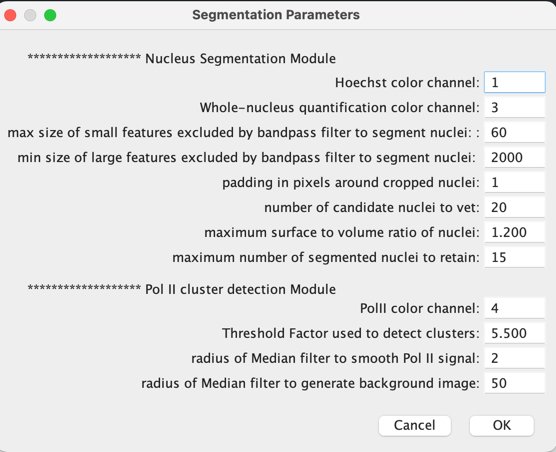 Segmentation Parameters
******************* Nucleus Segmentation Module
Hoechst color channel: 1
Whole-nucleus quantification color channel: 3
max size of small features excluded by bandpass filter to segment nuclei: : 60
min size of large features excluded by bandpass filter to segment nuclei: 2000
padding in pixels around cropped nuclei: 1
number of candidate nuclei to vet: 20
maximum surface to volume ratio of nuclei: 1.200
maximum number of segmented nuclei to retain: 15
******************* Pol II cluster detection Module
PolII color channel: 4
Threshold Factor used to detect clusters: 5.500
radius of Median filter to smooth Pol II signal: 2
radius of Median filter to generate background image: 50
Cancel OK